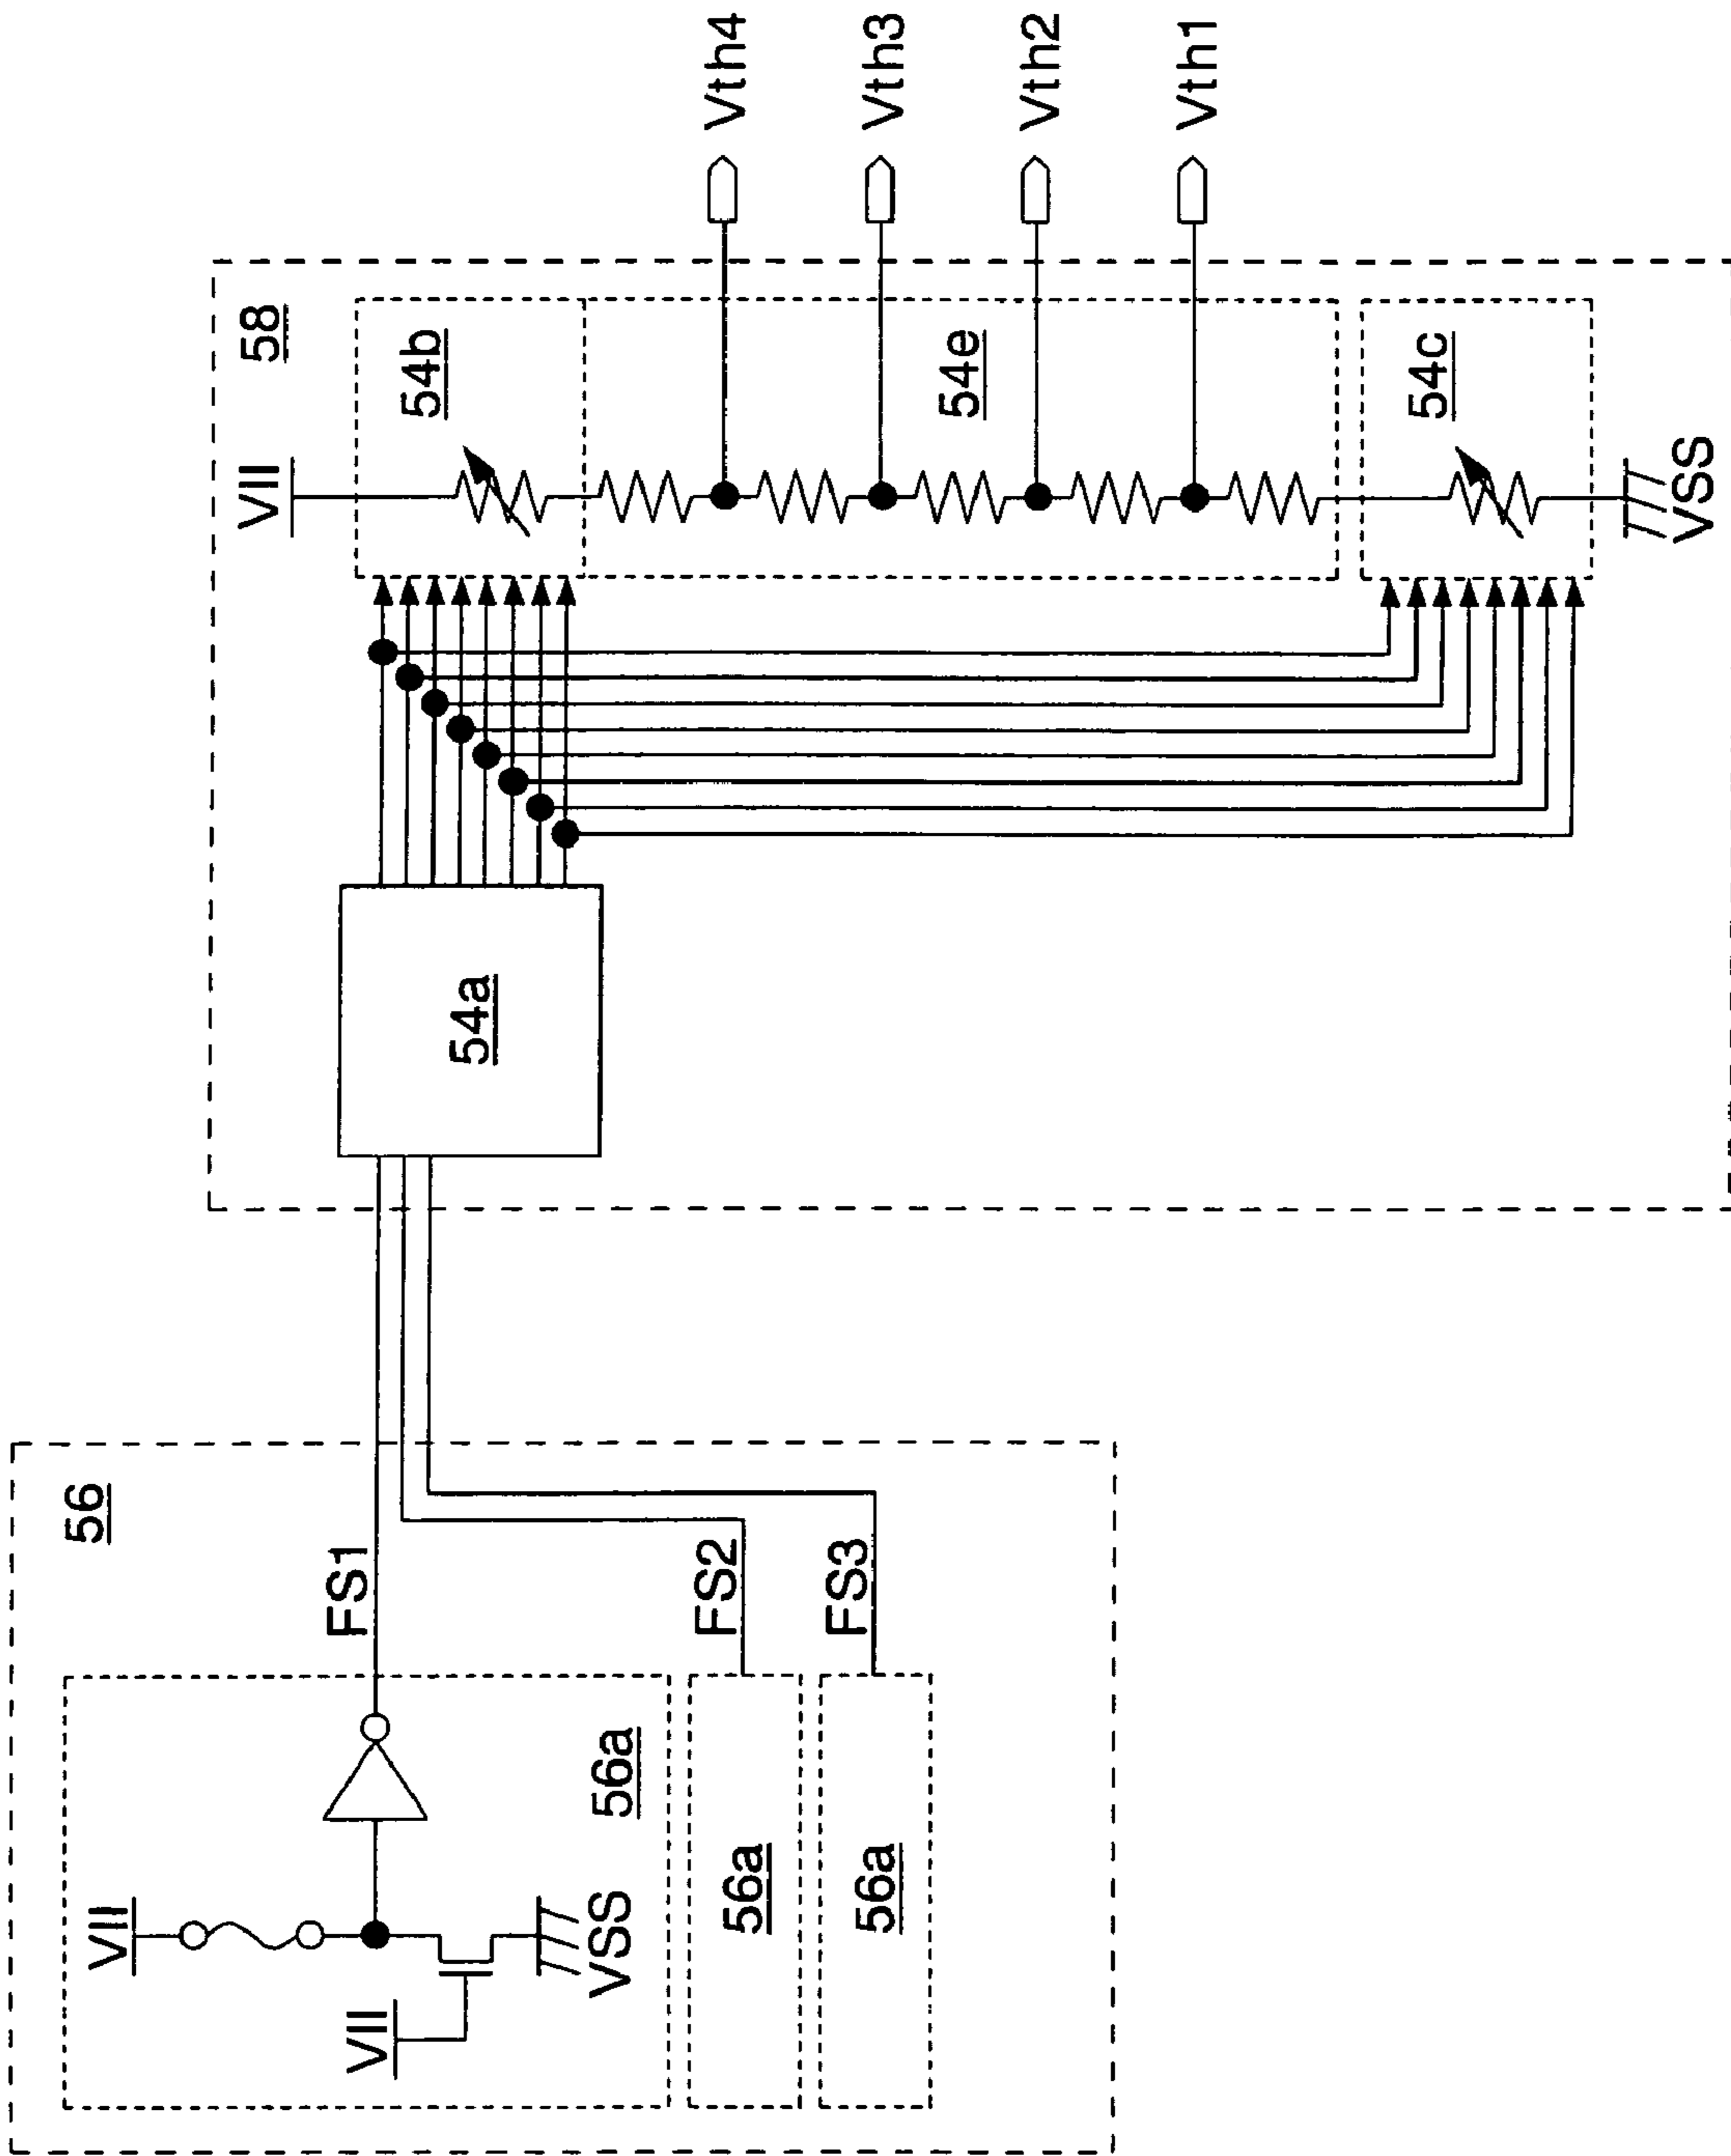 56
VII
VII
VSS
56a
FS1
56a
FS2
56a
FS3
58
54a
VII
54b
54e
54c
VSS
Vth4
Vth3
Vth2
Vth1